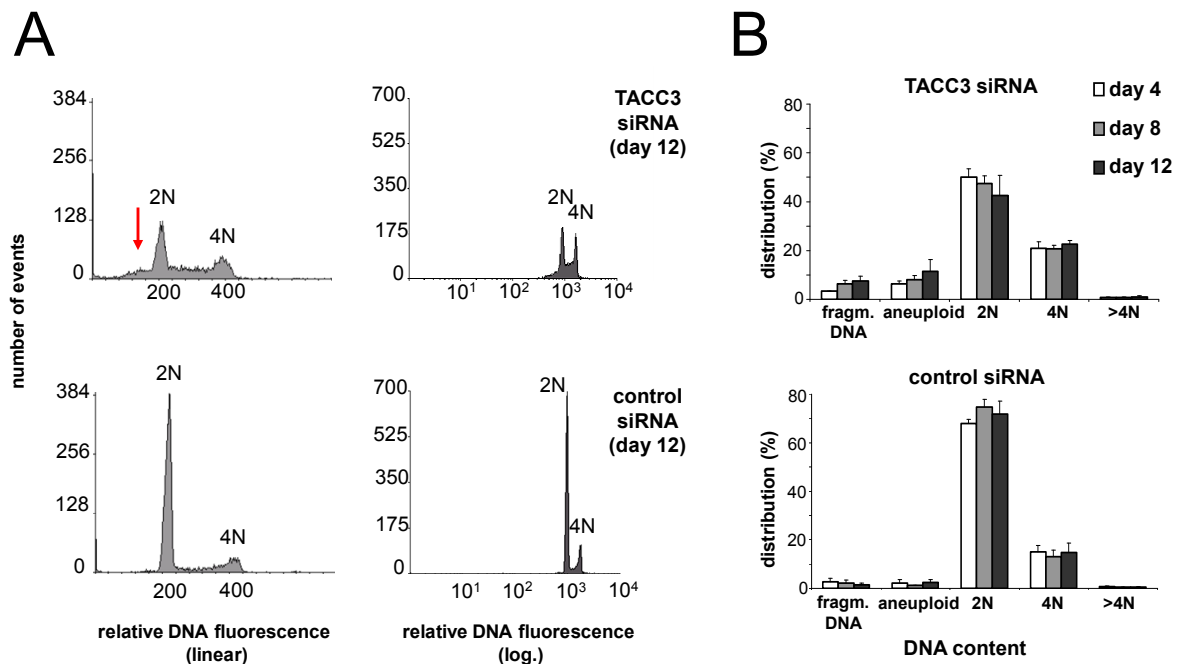 A
number of events
384
256
128
0
2N
4N
200
400
700
525
350
175
0
2N
4N
10¹
10²
10³
10⁴
TACC3
siRNA
(day 12)
384
256
128
0
2N
4N
200
400
relative DNA fluorescence
(linear)
700
525
350
175
0
2N
4N
10¹
10²
10³
10⁴
control
siRNA
(day 12)
relative DNA fluorescence
(log.)
B
TACC3 siRNA
day 4
day 8
day 12
distribution (%)
80
60
40
20
0
fragm.
DNA
aneuploid
2N
4N
>4N
control siRNA
distribution (%)
80
60
40
20
0
fragm.
DNA
aneuploid
2N
4N
>4N
DNA content